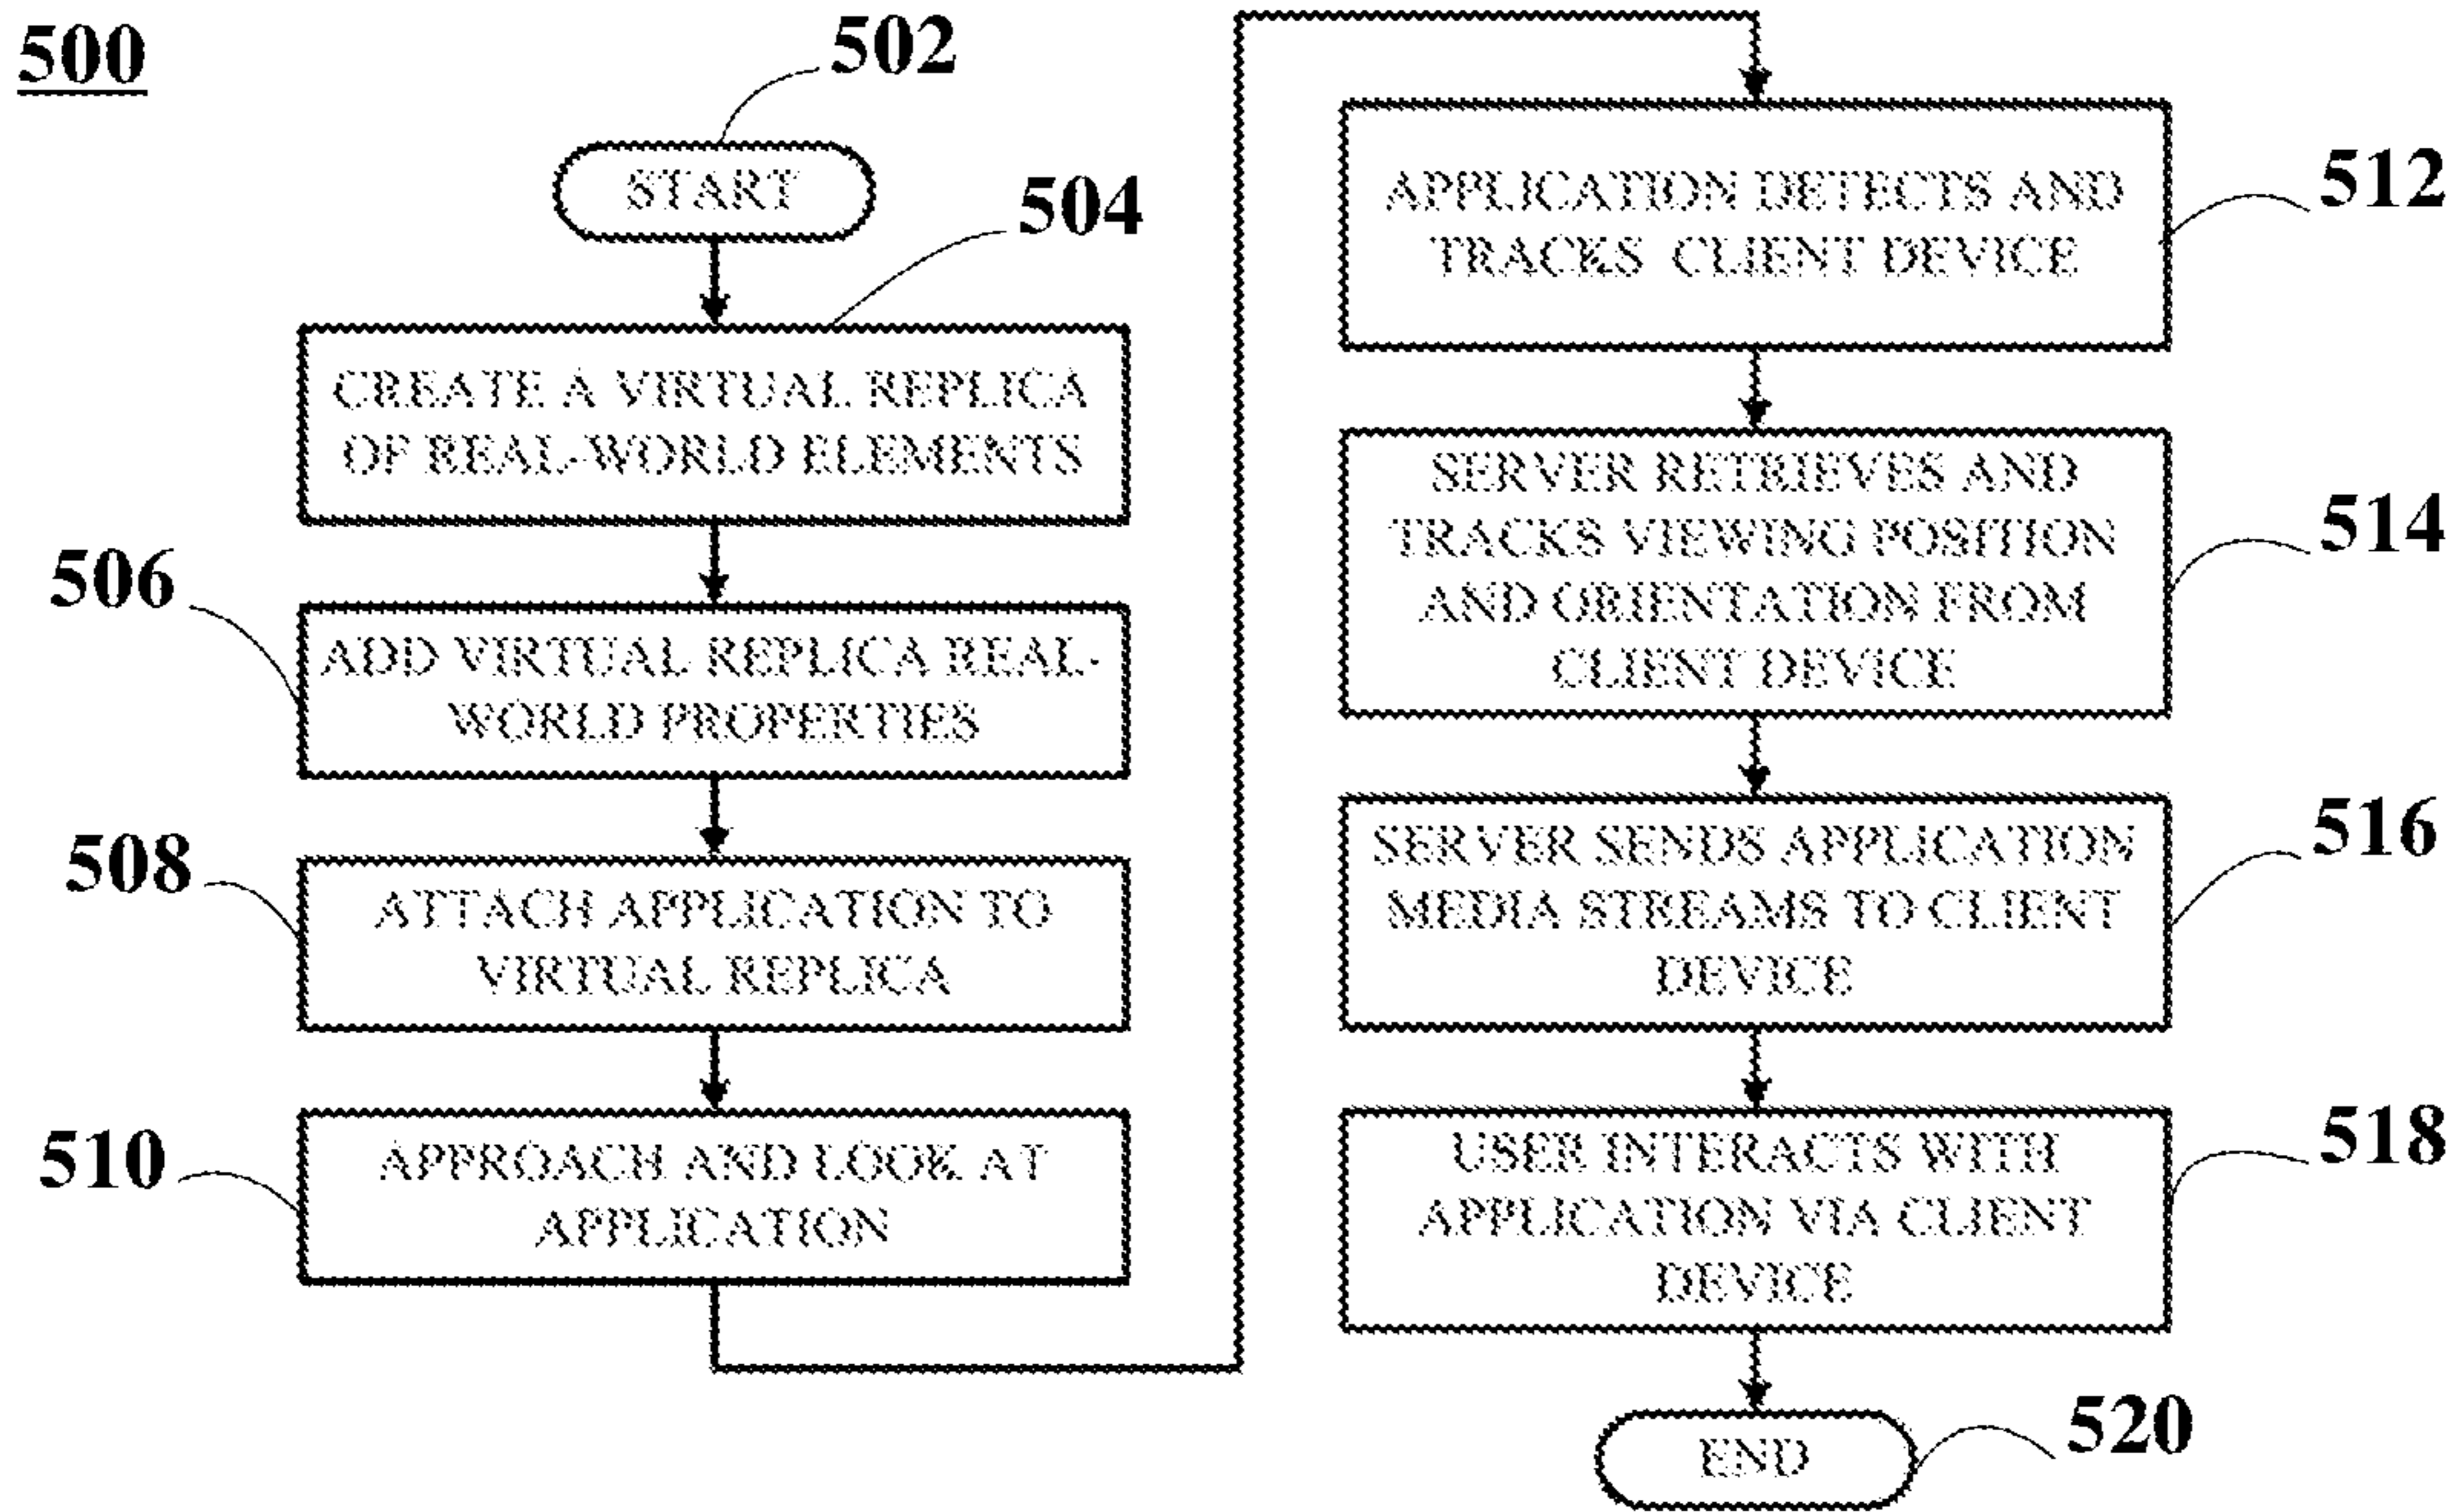 500
502
START
504
CREATE A VIRTUAL REPLICA
OF REAL-WORLD ELEMENTS
506
ADD VIRTUAL REPLICA REAL-
WORLD PROPERTIES
508
ATTACH APPLICATION TO
VIRTUAL REPLICA
510
APPROACH AND LOOK AT
APPLICATION
512
APPLICATION DETECTS AND
TRACKS CLIENT DEVICE
514
SERVER RETRIEVES AND
TRACKS VIEWING POSITION
AND ORIENTATION FROM
CLIENT DEVICE
516
SERVER SENDS APPLICATION
MEDIA STREAMS TO CLIENT
DEVICE
518
USER INTERACTS WITH
APPLICATION VIA CLIENT
DEVICE
520
END